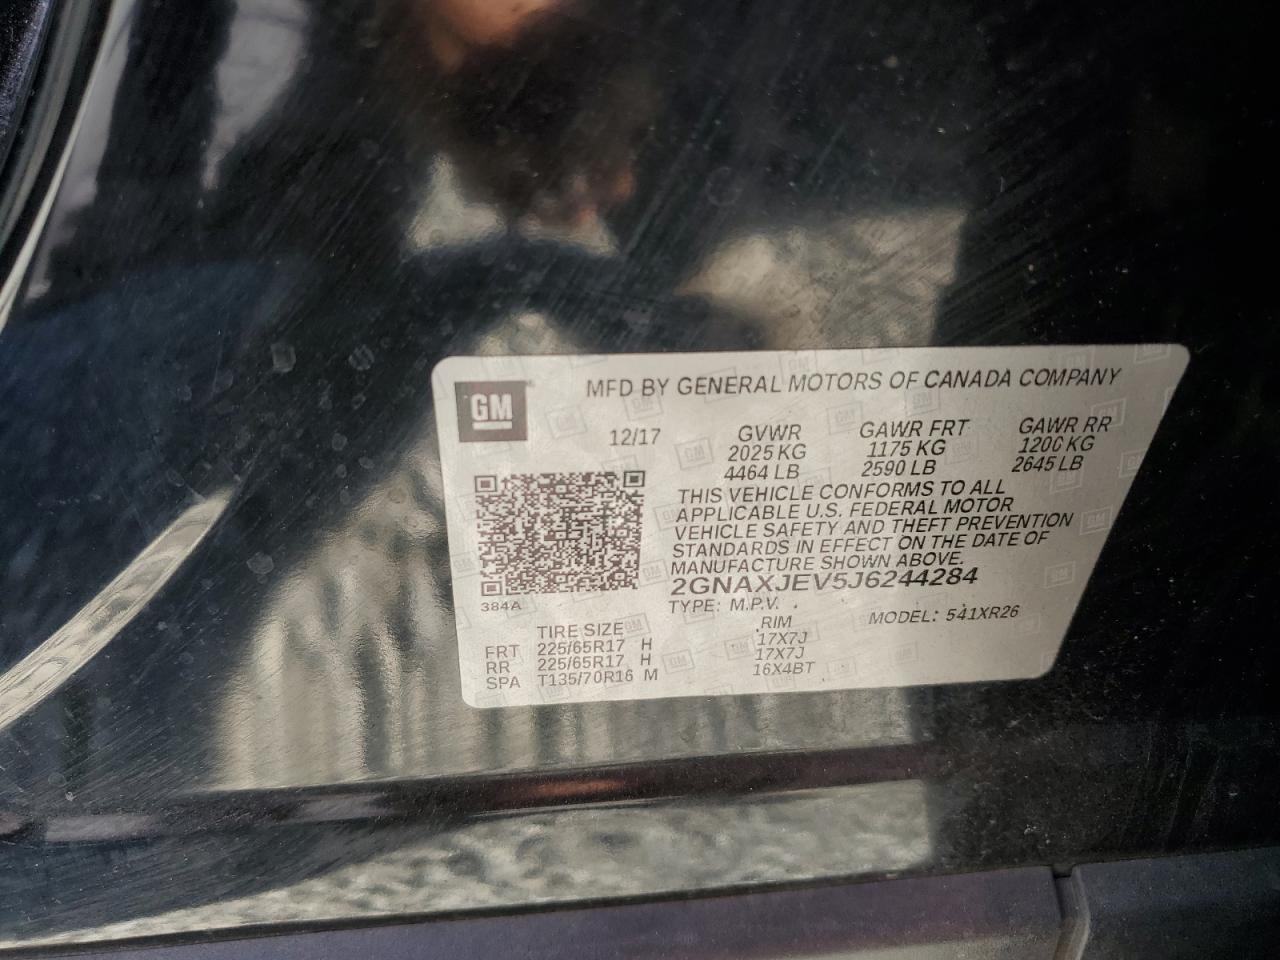 GM
MFD BY GENERAL MOTORS OF CANADA COMPANY
12/17 GVWR GAWR FRT GAWR RR
2025 KG 1175 KG 1200 KG
4464 LB 2590 LB 2645 LB
THIS VEHICLE CONFORMS TO ALL
APPLICABLE U.S. FEDERAL MOTOR
VEHICLE SAFETY AND THEFT PREVENTION
STANDARDS IN EFFECT ON THE DATE OF
MANUFACTURE SHOWN ABOVE.
2GNAXJEV5J6244284
384A
TYPE: M.P.V.
MODEL: 541XR26
TIRE SIZE RIM
FRT 225/65R17 H 17X7J
RR 225/65R17 H 17X7J
SPA T135/70R16 M 16X4BT